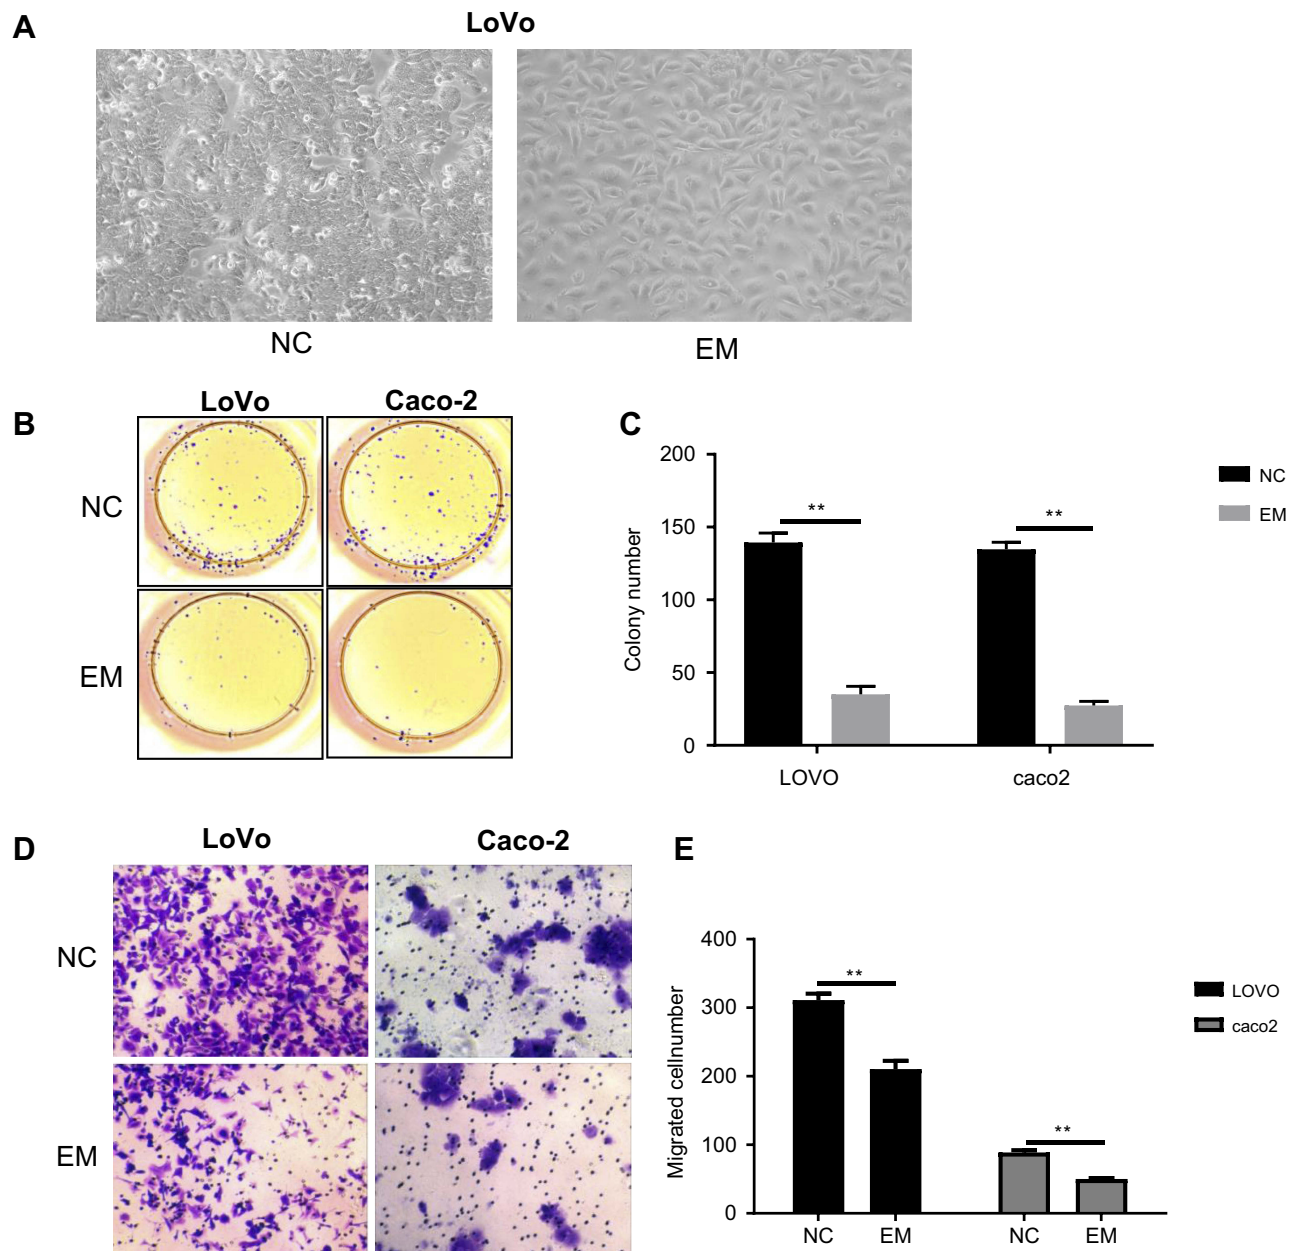 A
LoVo
NC
EM
B
LoVo
Caco-2
NC
EM
C
200
150
100
50
0
Colony number
**
**
LOVO
caco2
NC
EM
D
LoVo
Caco-2
NC
EM
E
400
300
200
100
0
Migrated cellnumber
**
**
NC
EM
NC
EM
LOVO
caco2